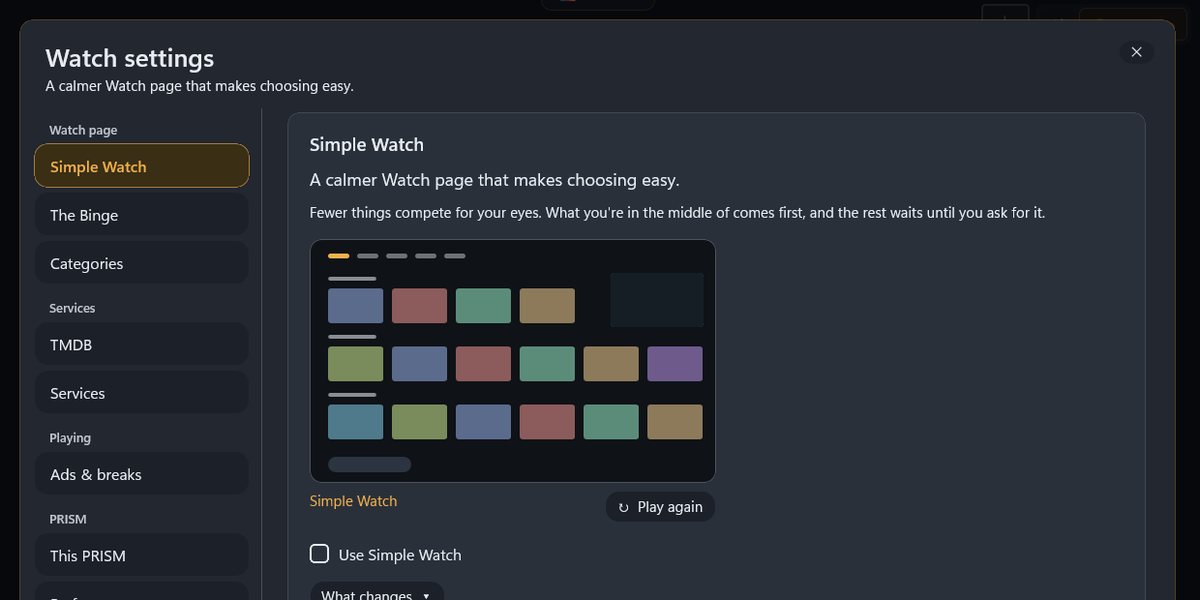 Watch settings
A calmer Watch page that makes choosing easy.
Watch page
Simple Watch
The Binge
Categories
Services
TMDB
Services
Playing
Ads & breaks
PRISM
This PRISM
Simple Watch
A calmer Watch page that makes choosing easy.
Fewer things compete for your eyes. What you're in the middle of comes first, and the rest waits until you ask for it.
Simple Watch
Play again
Use Simple Watch
What changes